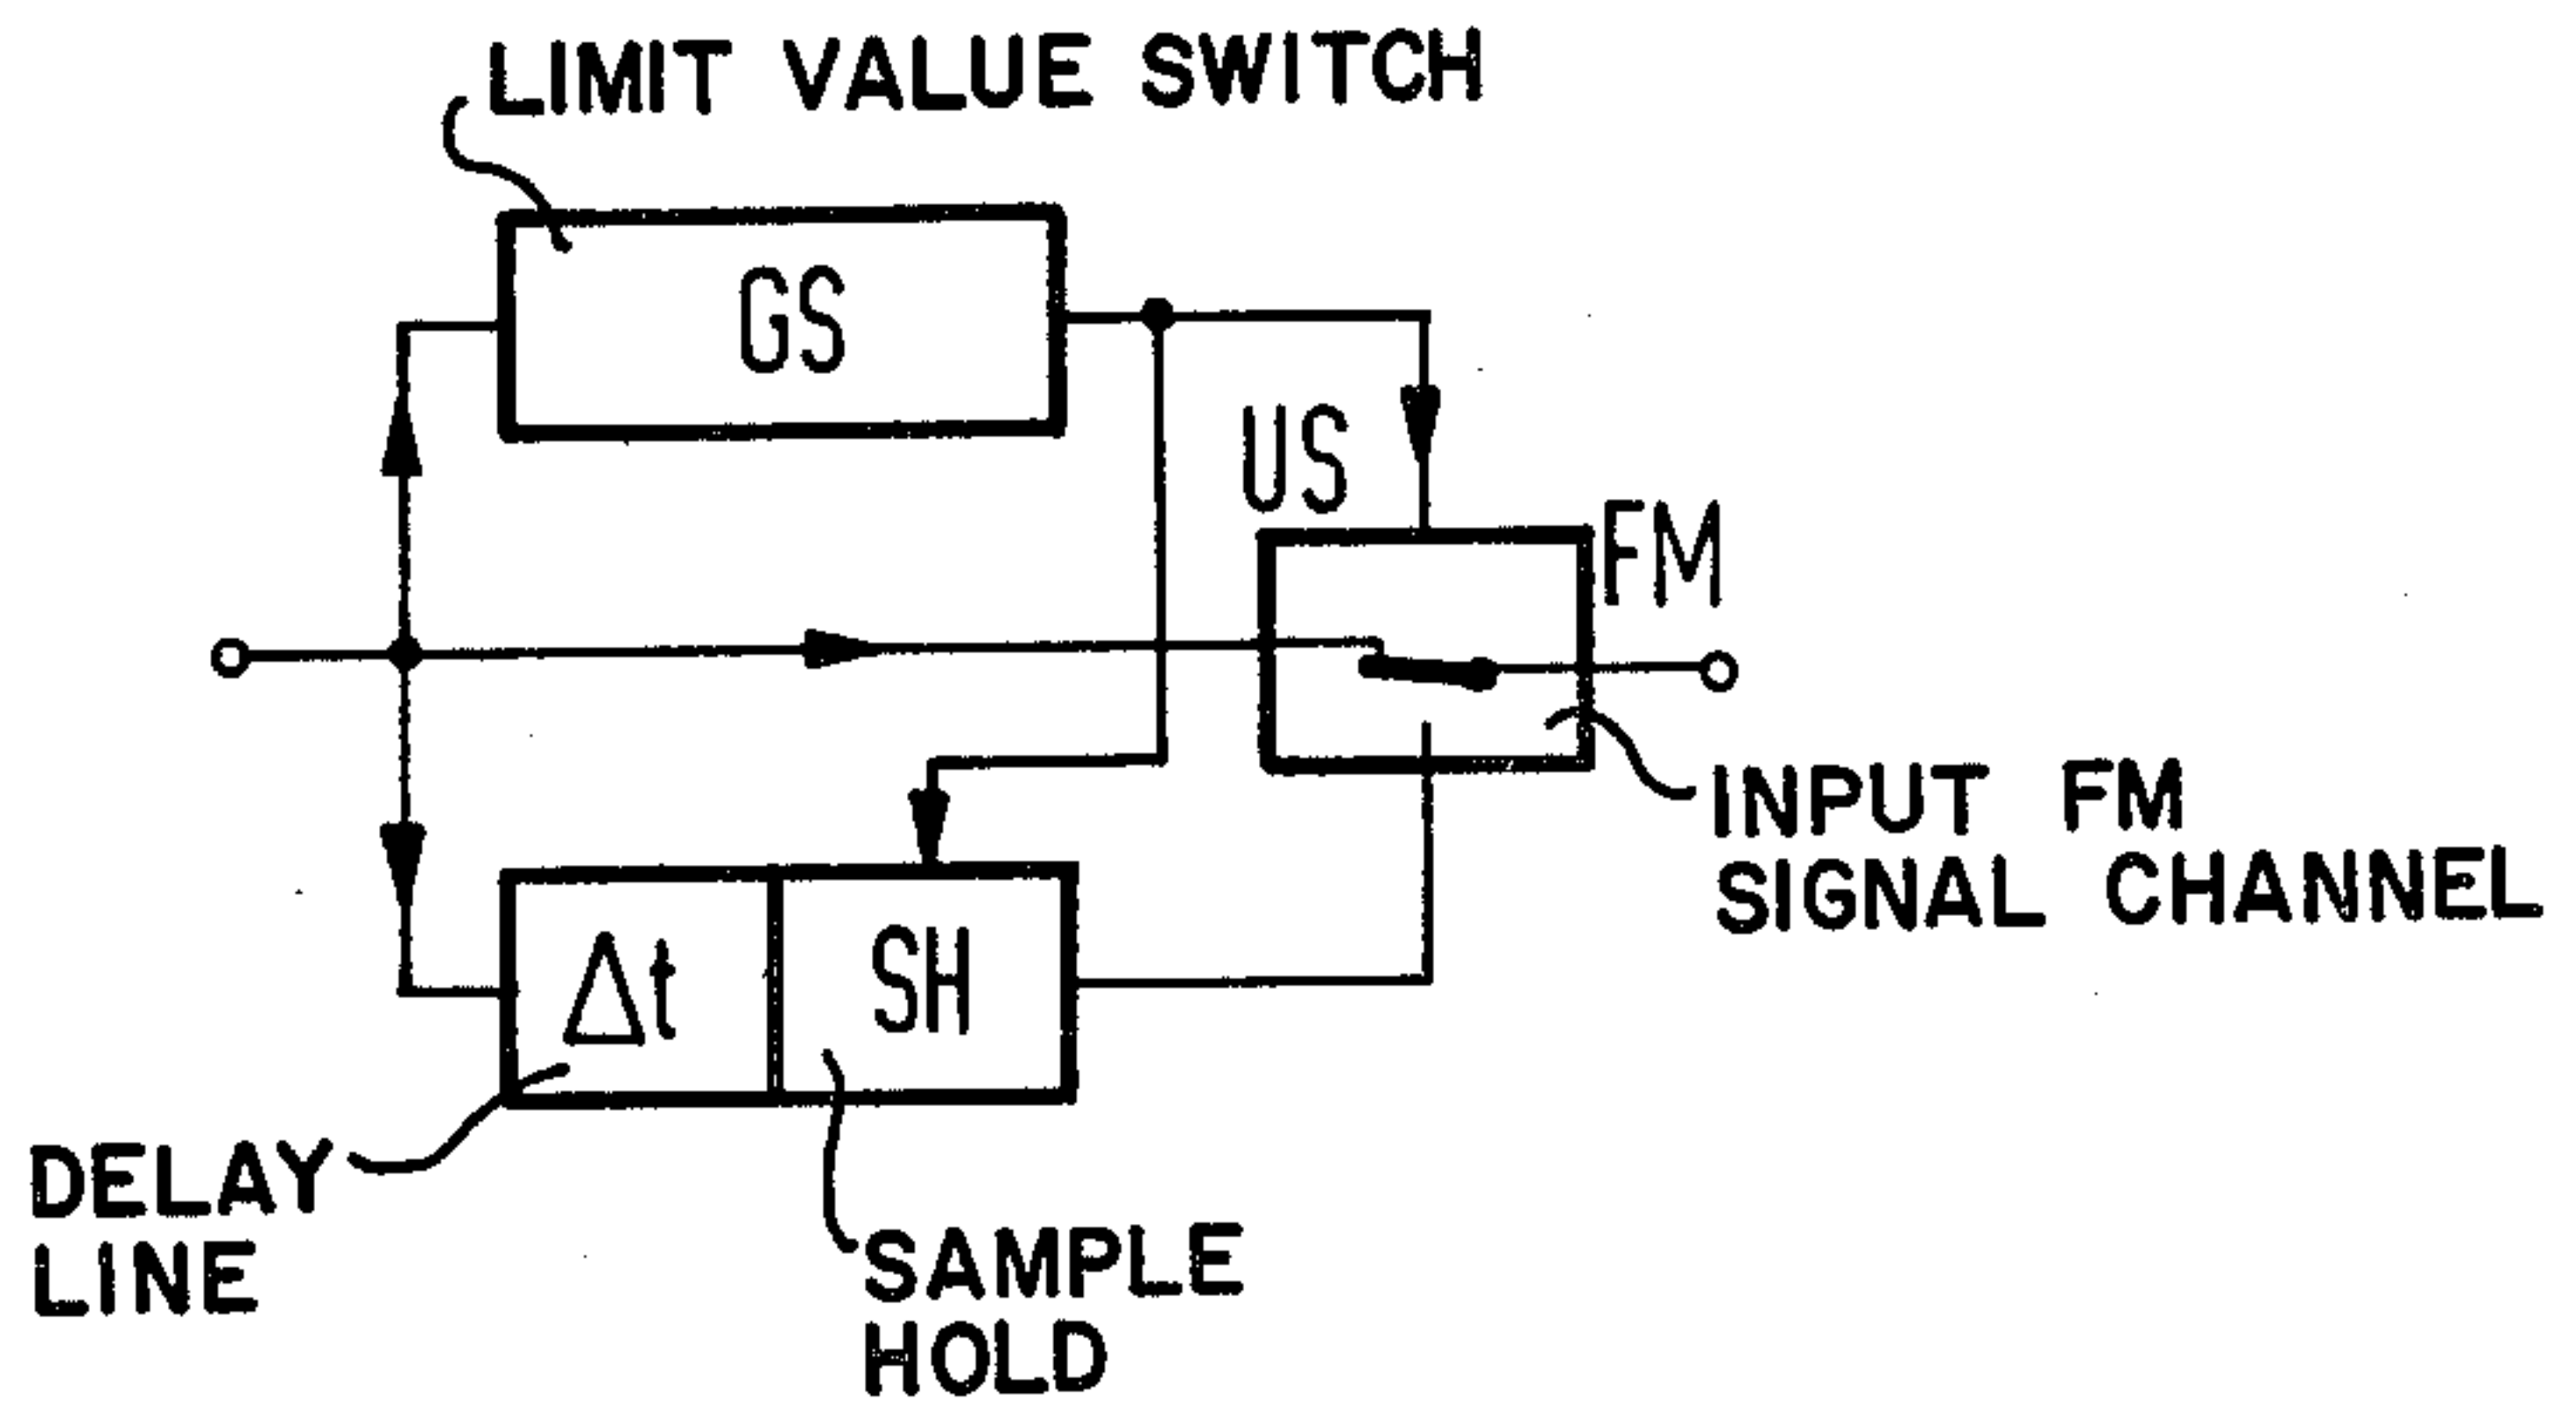 LIMIT VALUE SWITCH
GS
US
FM
INPUT FM
SIGNAL CHANNEL
Δt
SH
DELAY
LINE
SAMPLE
HOLD